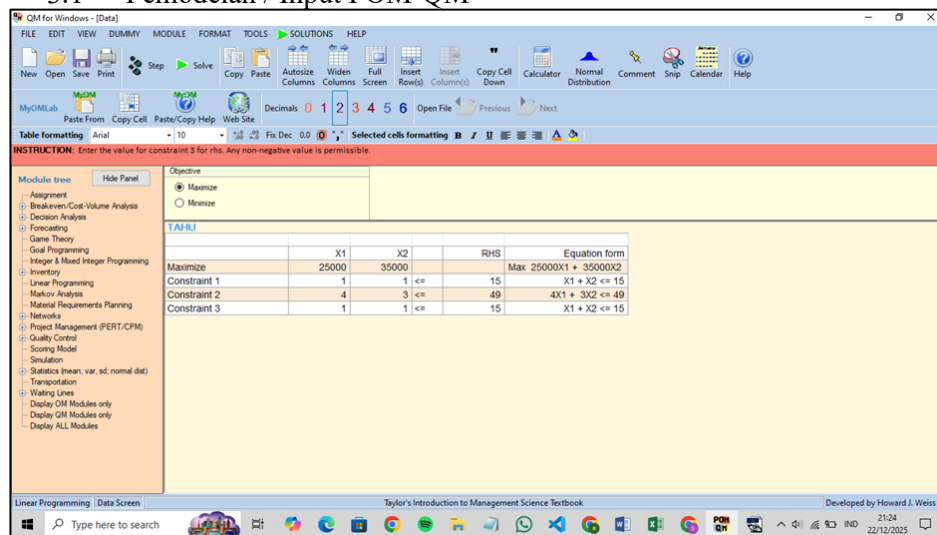 3.1 Pemodelan / Input POM-QM
QM for Windows - [Data]
FILE EDIT VIEW DUMMY MODULE FORMAT TOOLS SOLUTIONS HELP
New Open Save Print Step Solve Copy Paste Autosize Columns Widen Columns Full Screen Insert Row(s) Insert Column(s) Copy Cell Down Calculator Normal Distribution Comment Snip Calendar Help
MyOMLab Paste From Copy Cell Paste/Copy Help Web Site Decimals 0 1 2 3 4 5 6 Open File Previous Next
Table formatting Arial 10 Fix Dec 0.0 0 "," Selected cells formatting B I U A
INSTRUCTION: Enter the value for constraint 3 for rhs. Any non-negative value is permissible.
Module tree Hide Panel
Assignment
Breakeven/Cost-Volume Analysis
Decision Analysis
Forecasting
Game Theory
Goal Programming
Integer & Mixed Integer Programming
Inventory
Linear Programming
Markov Analysis
Material Requirements Planning
Networks
Project Management (PERT/CPM)
Quality Control
Scoring Model
Simulation
Statistics (mean, var, sd; normal dist)
Transportation
Waiting Lines
Display OM Modules only
Display QM Modules only
Display ALL Modules
Objective
Maximize
Minimize
TAHU
X1 X2 RHS Equation form
Maximize 25000 35000 Max 25000X1 + 35000X2
Constraint 1 1 1 <= 15 X1 + X2 <= 15
Constraint 2 4 3 <= 49 4X1 + 3X2 <= 49
Constraint 3 1 1 <= 15 X1 + X2 <= 15
Linear Programming Data Screen Taylor's Introduction to Management Science Textbook Developed by Howard J. Weiss
Type here to search POM QM IND 21:24
22/12/2025